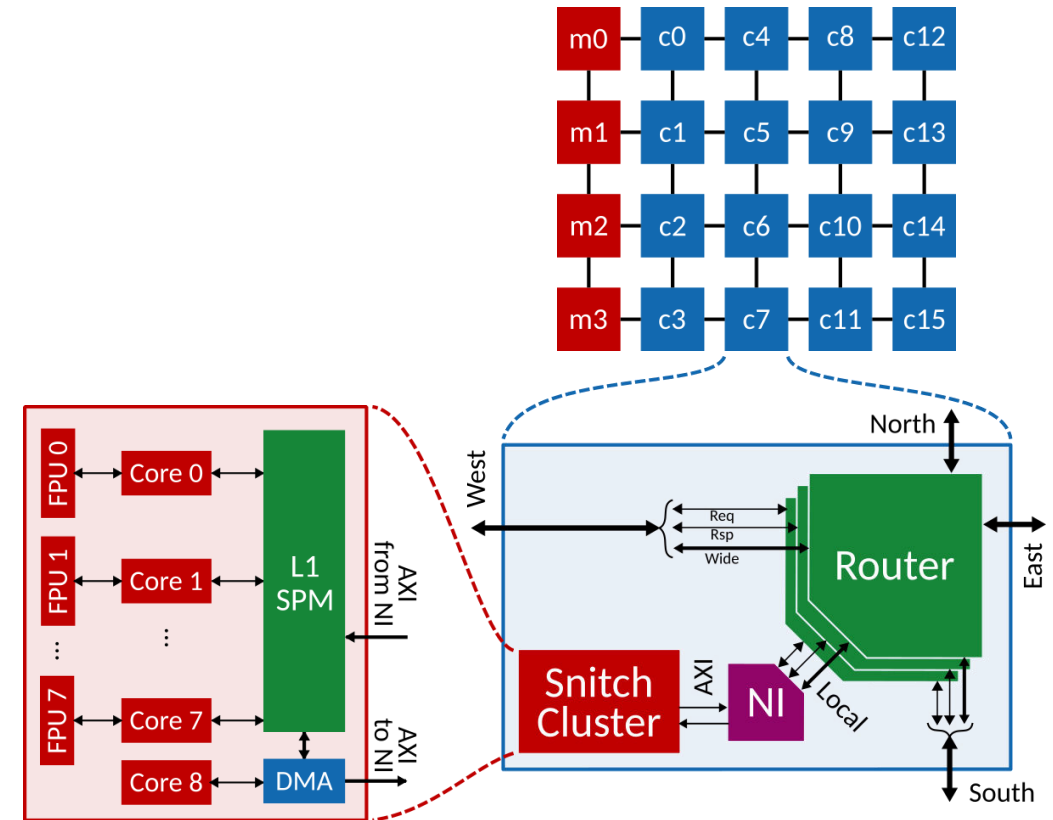 m0 c0 c4 c8 c12
m1 c1 c5 c9 c13
m2 c2 c6 c10 c14
m3 c3 c7 c11 c15
FPU 0
Core 0
FPU 1
Core 1
...
...
FPU 7
Core 7
Core 8
L1
SPM
DMA
AXI
from NI
AXI
to NI
North
West
Req
Rsp
Wide
Router
East
Snitch
Cluster
AXI
NI
Local
South